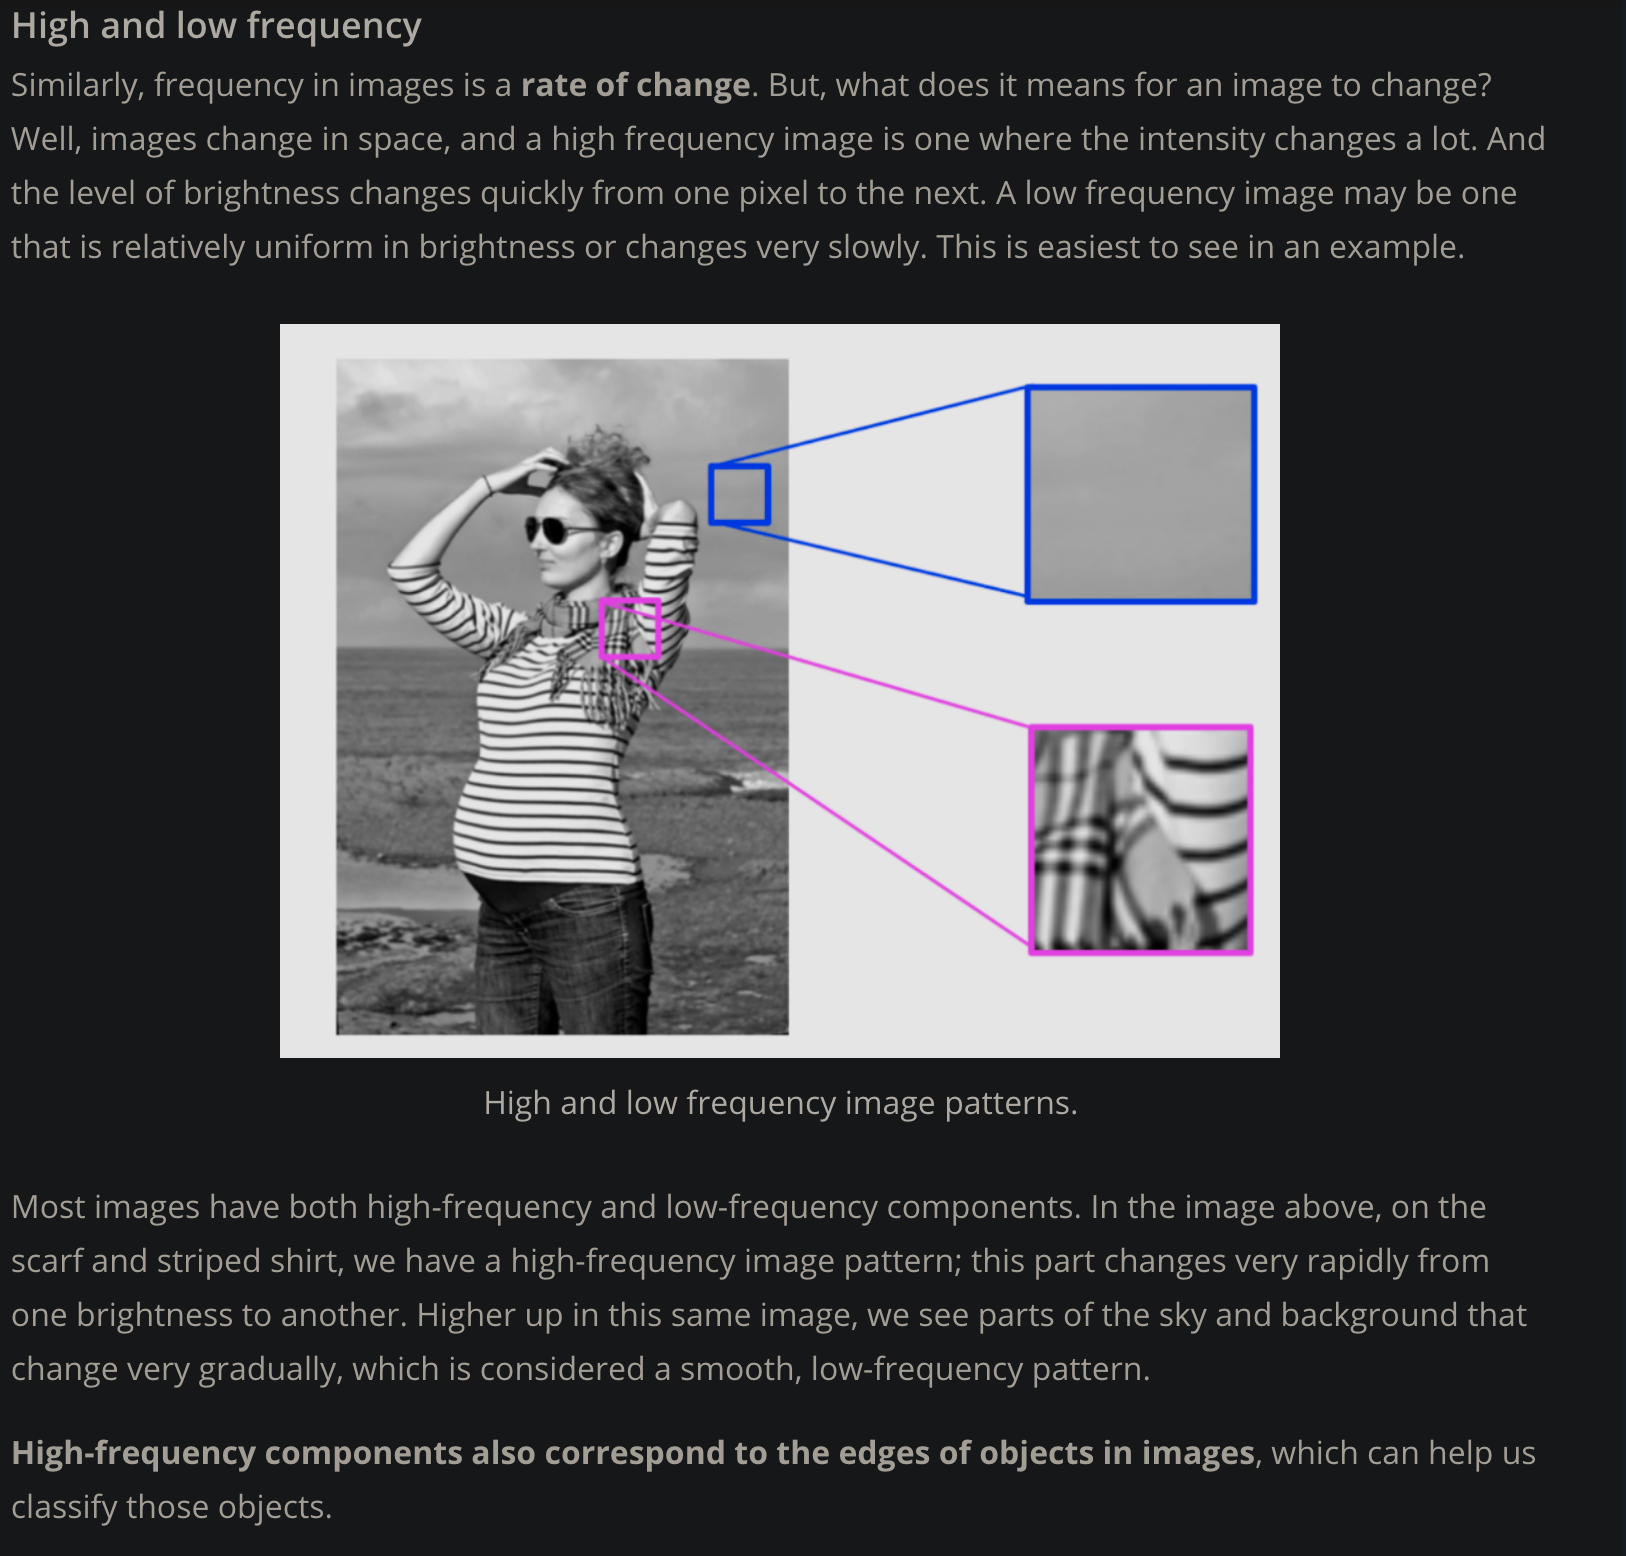 High and low frequency
Similarly, frequency in images is a rate of change. But, what does it means for an image to change?
Well, images change in space, and a high frequency image is one where the intensity changes a lot. And
the level of brightness changes quickly from one pixel to the next. A low frequency image may be one
that is relatively uniform in brightness or changes very slowly. This is easiest to see in an example.
High and low frequency image patterns.
Most images have both high-frequency and low-frequency components. In the image above, on the
scarf and striped shirt, we have a high-frequency image pattern; this part changes very rapidly from
one brightness to another. Higher up in this same image, we see parts of the sky and background that
change very gradually, which is considered a smooth, low-frequency pattern.
High-frequency components also correspond to the edges of objects in images, which can help us
classify those objects.